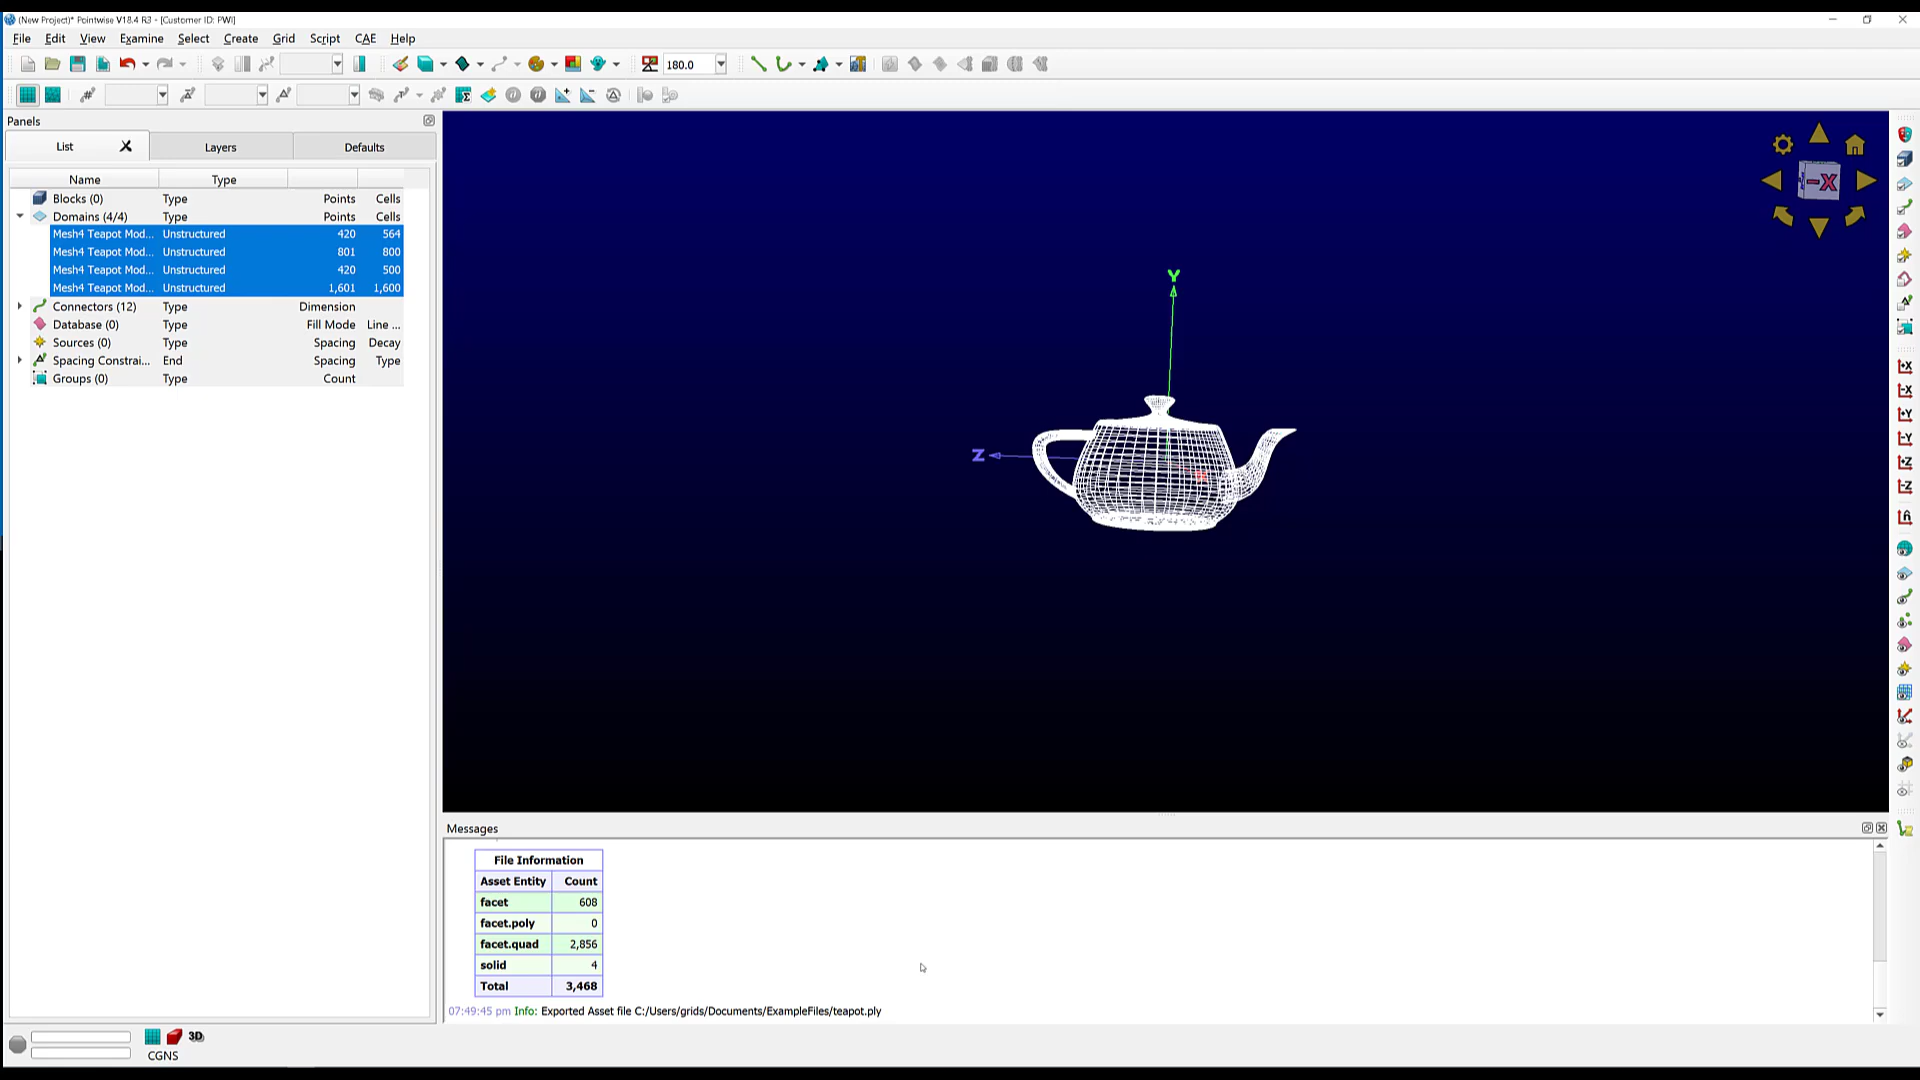 (New Project)* Pointwise V18.4 R3 - [Customer ID: PWI]
File Edit View Examine Select Create Grid Script CAE Help
180.0
Panels
List Layers Defaults
Name Type
Blocks (0) Type Points Cells
Domains (4/4) Type Points Cells
Mesh4 Teapot Mod... Unstructured 420 564
Mesh4 Teapot Mod... Unstructured 801 800
Mesh4 Teapot Mod... Unstructured 420 500
Mesh4 Teapot Mod... Unstructured 1,601 1,600
Connectors (12) Type Dimension
Database (0) Type Fill Mode Line ...
Sources (0) Type Spacing Decay
Spacing Constrai... End Spacing Type
Groups (0) Type Count
-X
Y
Z
+X
-X
+Y
-Y
+Z
-Z
Messages
File Information
Asset Entity Count
facet 608
facet.poly 0
facet.quad 2,856
solid 4
Total 3,468
07:49:45 pm Info: Exported Asset file C:/Users/grids/Documents/ExampleFiles/teapot.ply
3D
CGNS